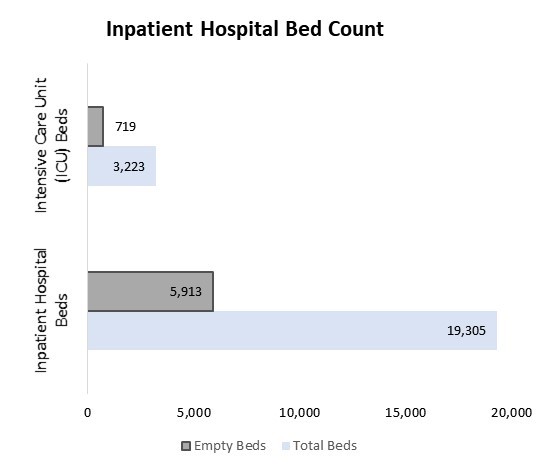 Inpatient Hospital Bed Count
Intensive Care Unit
(ICU) Beds
719
3,223
Inpatient Hospital
Beds
5,913
19,305
0 5,000 10,000 15,000 20,000
Empty Beds Total Beds